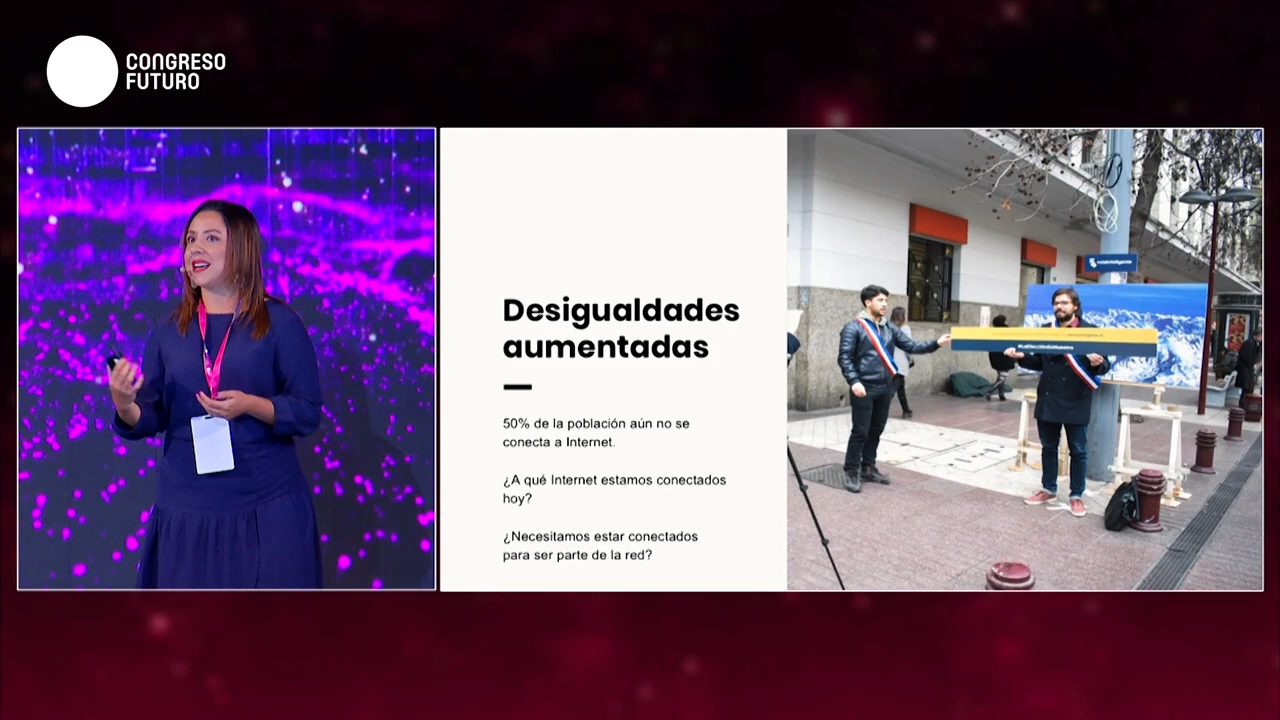 CONGRESO
FUTURO
Desigualdades
aumentadas
50% de la población aún no se
conecta a Internet.
¿A qué Internet estamos conectados
hoy?
¿Necesitamos estar conectados
para ser parte de la red?